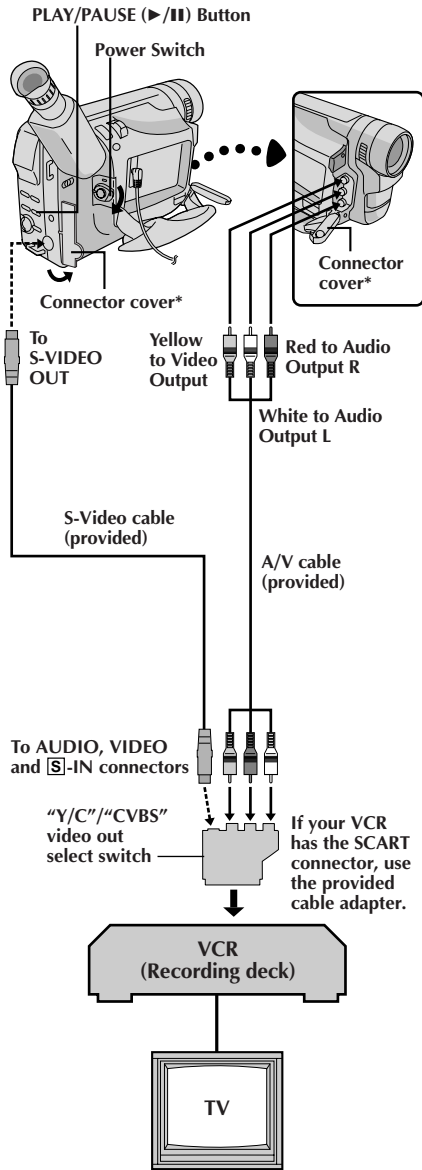 PLAY/PAUSE (►/❙❙) Button
Power Switch
Connector cover*
Connector
cover*
To
S-VIDEO
OUT
Yellow
to Video
Output
Red to Audio
Output R
White to Audio
Output L
S-Video cable
(provided)
A/V cable
(provided)
To AUDIO, VIDEO
and S-IN connectors
“Y/C”/“CVBS”
video out
select switch
If your VCR
has the SCART
connector, use
the provided
cable adapter.
VCR
(Recording deck)
TV